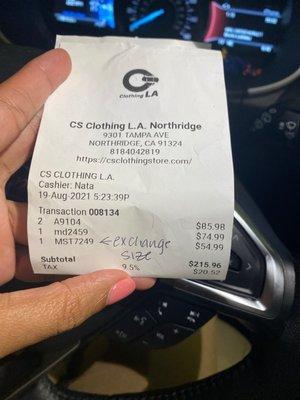 Clothing LA
CS Clothing L.A. Northridge
9301 TAMPA AVE
NORTHRIDGE, CA 91324
8184042819
https://csclothingstore.com/
CS CLOTHING L.A.
Cashier: Nata
19-Aug-2021 5:23:39P
Transaction 008134
2 A9104 $85.98
1 md2459 $74.99
1 MST7249 ←exchange size $54.99
Subtotal $215.96
TAX 9.5% $20.52